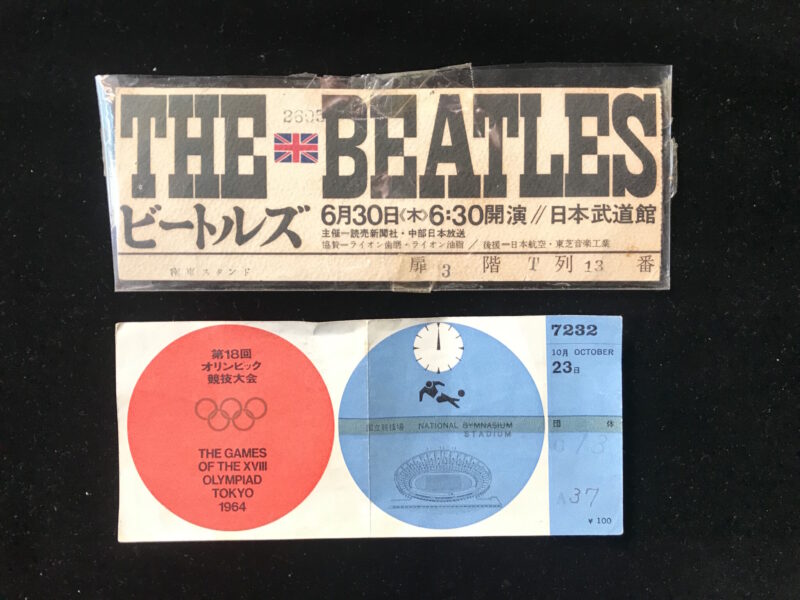 THE BEATLES
ビートルズ
6月30日《木》6:30開演//日本武道館
主催—読売新聞社・中部日本放送
協賛—ライオン歯磨・ライオン油脂/後援—日本航空・東芝音楽工業
扉 3 階 T 列 13 番
スタンド
第18回
オリンピック
競技大会
THE GAMES
OF THE XVIII
OLYMPIAD
TOKYO
1964
国立競技場 NATIONAL GYMNASIUM
STADIUM
7232
10月 OCTOBER
23日
団体
A37
¥ 100